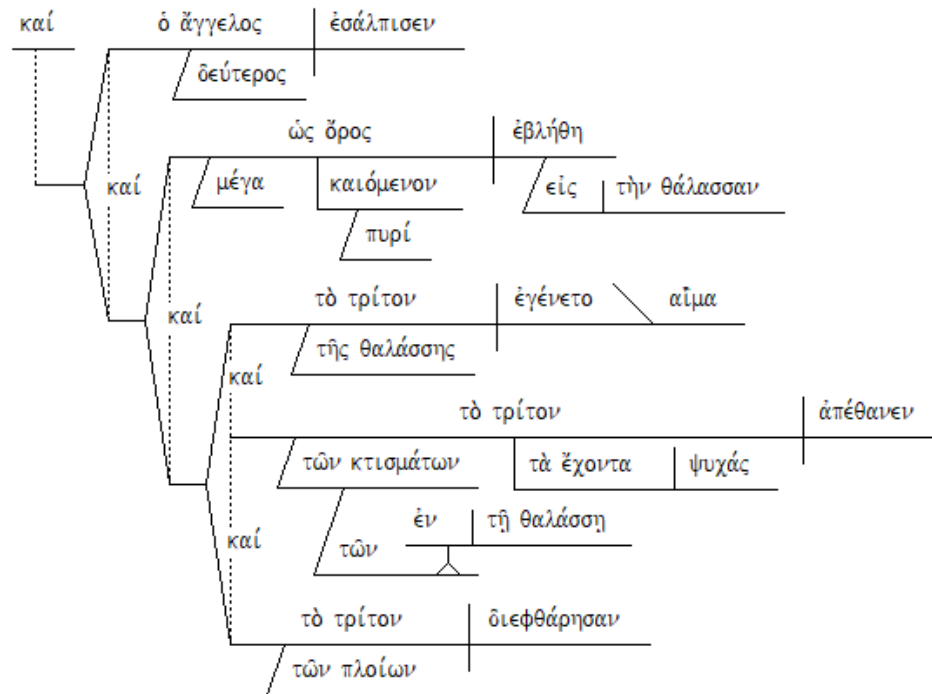 καί ὁ ἄγγελος ἐσάλπισεν
δεύτερος
ὡς ὄρος ἐβλήθη
καί μέγα καιόμενον εἰς τὴν θάλασσαν
πυρί
καί τὸ τρίτον ἐγένετο αἷμα
τῆς θαλάσσης
καί
τὸ τρίτον ἀπέθανεν
τῶν κτισμάτων τὰ ἔχοντα ψυχάς
ἐν τῇ θαλάσσῃ
καί τῶν
τὸ τρίτον διεφθάρησαν
τῶν πλοίων